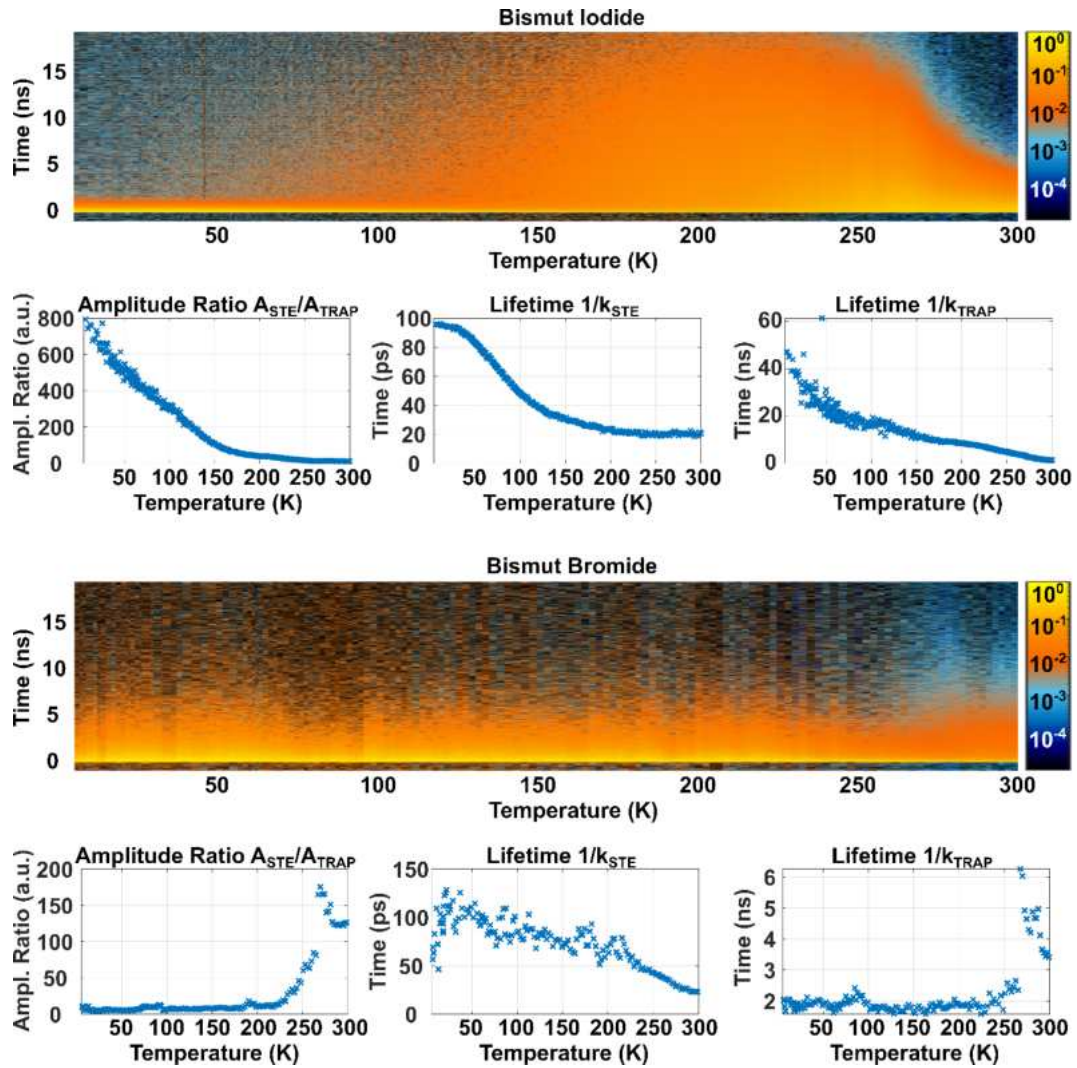 Bismut Iodide
Time (ns)
15
10
5
0
50 100 150 200 250 300
Temperature (K)
10^0
10^-1
10^-2
10^-3
10^-4
Amplitude Ratio A_STE/A_TRAP
Ampl. Ratio (a.u.)
800
600
400
200
0
50 100 150 200 250 300
Temperature (K)
Lifetime 1/k_STE
Time (ps)
100
80
60
40
20
0
50 100 150 200 250 300
Temperature (K)
Lifetime 1/k_TRAP
Time (ns)
60
40
20
0
50 100 150 200 250 300
Temperature (K)
Bismut Bromide
Time (ns)
15
10
5
0
50 100 150 200 250 300
Temperature (K)
10^0
10^-1
10^-2
10^-3
10^-4
Amplitude Ratio A_STE/A_TRAP
Ampl. Ratio (a.u.)
200
150
100
50
0
50 100 150 200 250 300
Temperature (K)
Lifetime 1/k_STE
Time (ps)
150
100
50
0
50 100 150 200 250 300
Temperature (K)
Lifetime 1/k_TRAP
Time (ns)
6
5
4
3
2
50 100 150 200 250 300
Temperature (K)